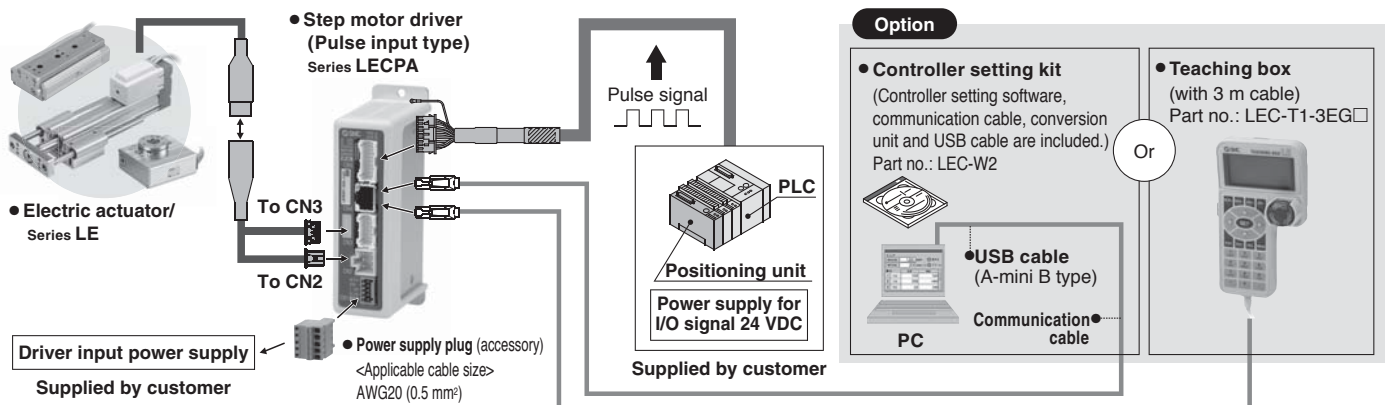 ● Step motor driver
(Pulse input type)
Series LECPA
● Electric actuator/
Series LE
To CN3
To CN2
Driver input power supply
Supplied by customer
● Power supply plug (accessory)
<Applicable cable size>
AWG20 (0.5 mm²)
Pulse signal
PLC
Positioning unit
Power supply for
I/O signal 24 VDC
Supplied by customer
Option
● Controller setting kit
(Controller setting software,
communication cable, conversion
unit and USB cable are included.)
Part no.: LEC-W2
PC
● USB cable
(A-mini B type)
Communication ●
cable
Or
● Teaching box
(with 3 m cable)
Part no.: LEC-T1-3EG□